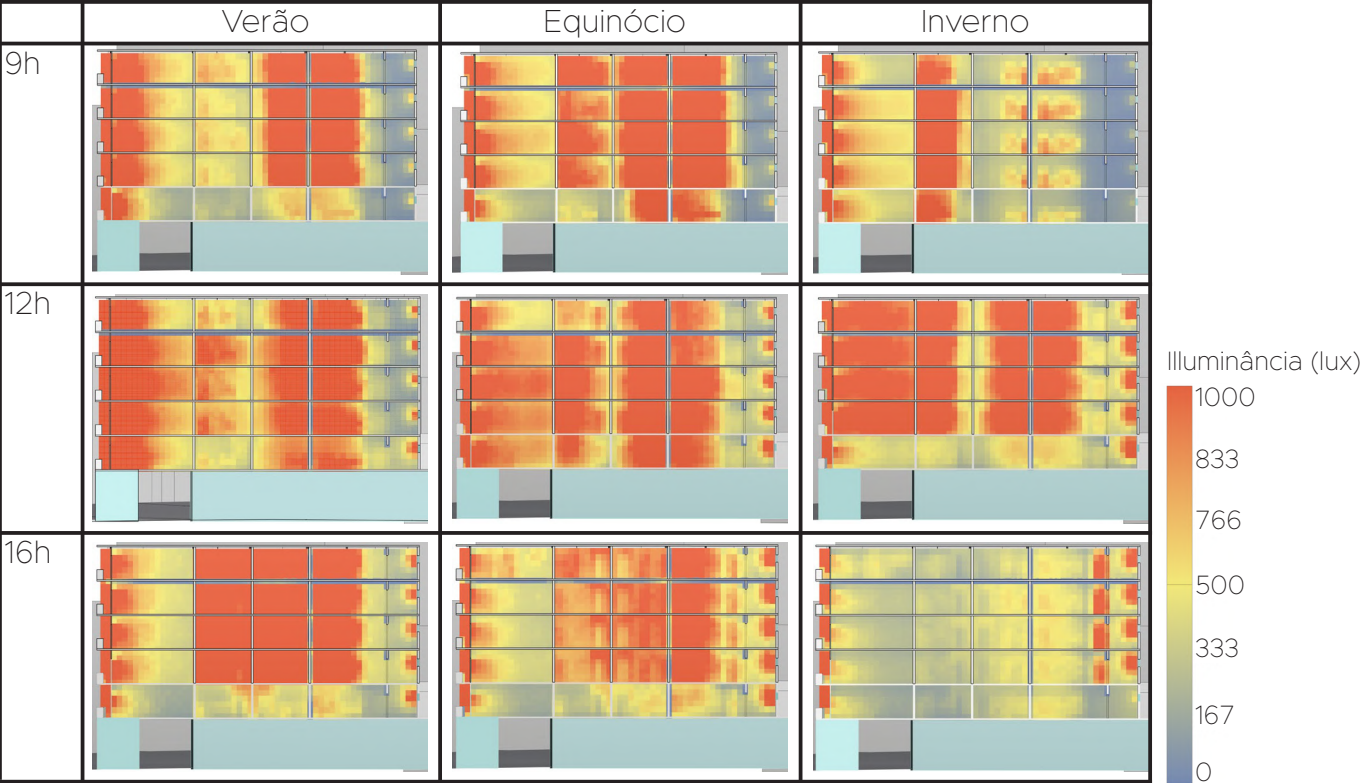 Verão Equinócio Inverno
9h
12h
16h
Illuminância (lux)
1000
833
766
500
333
167
0